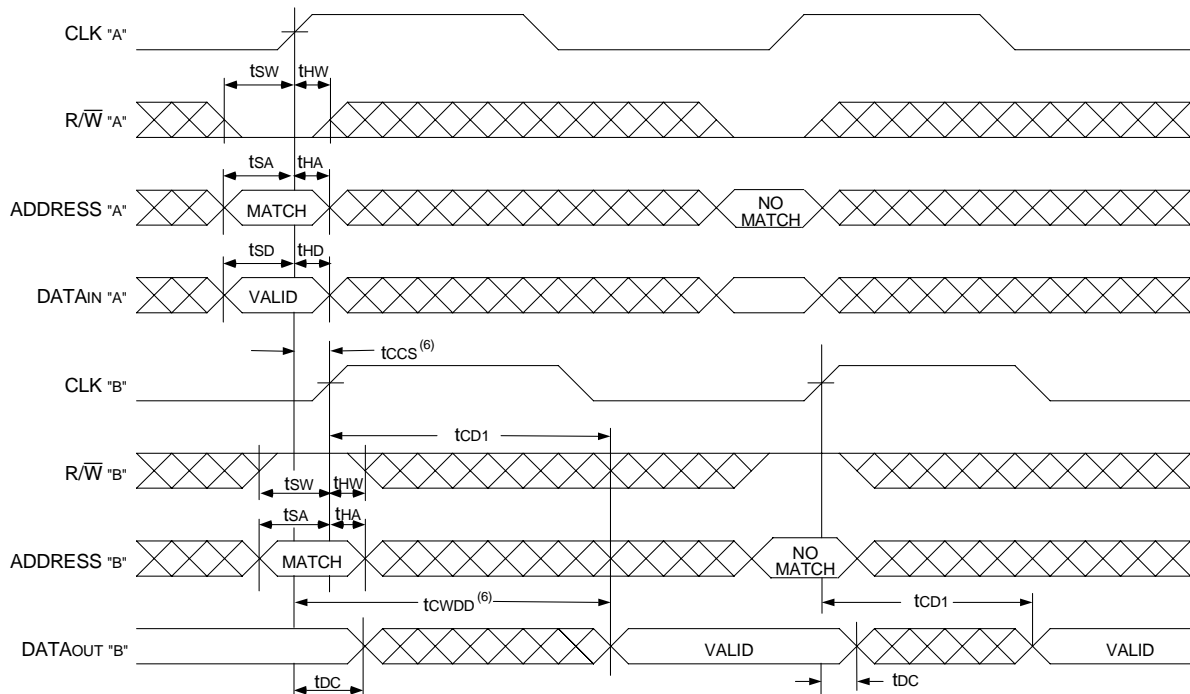 CLK "A"
tSW tHW
R/W̅ "A"
tSA tHA
ADDRESS "A" MATCH NO MATCH
tSD tHD
DATAIN "A" VALID
tCCS (6)
CLK "B"
tCD1
R/W̅ "B"
tSW tHW
tSA tHA
ADDRESS "B" MATCH NO MATCH
tCWDD (6) tCD1
DATAOUT "B" VALID VALID
tDC tDC